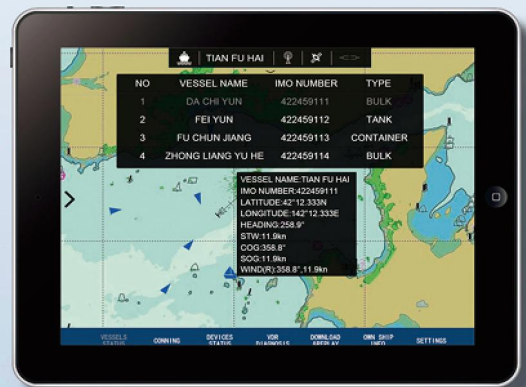 TIAN FU HAI
NO VESSEL NAME IMO NUMBER TYPE
1 DA CHI YUN 422459111 BULK
2 FEI YUN 422459112 TANK
3 FU CHUN JIANG 422459113 CONTAINER
4 ZHONG LIANG YU HE 422459114 BULK
VESSEL NAME:TIAN FU HAI
IMO NUMBER:422459111
LATITUDE:42°12.333N
LONGITUDE:142°12.333E
HEADING:258.9°
STW:11.9kn
COG:358.8°
SOG:11.9kn
WIND(R):358.8°,11.9kn
VESSELS STATUS
CONNING
DEVICES STATUS
VDR DIAGNOSIS
DOWNLOAD &REPLAY
OWN SHIP INFO
SETTINGS